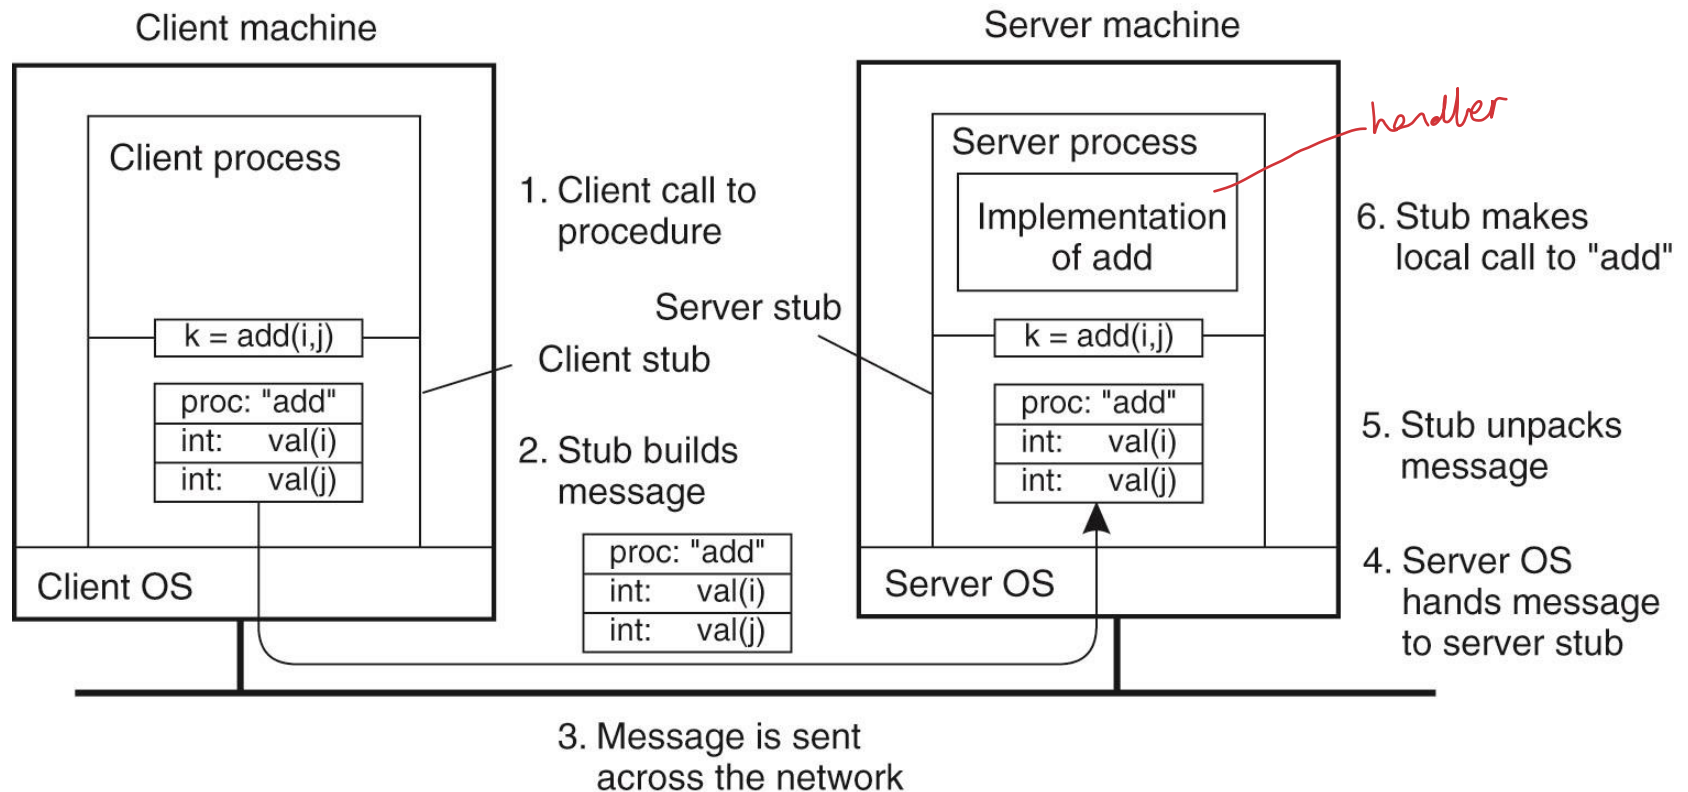 Client machine
Client process
k = add(i,j)
proc: "add"
int: val(i)
int: val(j)
Client OS
1. Client call to
procedure
Client stub
2. Stub builds
message
proc: "add"
int: val(i)
int: val(j)
3. Message is sent
across the network
Server machine
Server process
Implementation
of add
handler
Server stub
k = add(i,j)
proc: "add"
int: val(i)
int: val(j)
Server OS
6. Stub makes
local call to "add"
5. Stub unpacks
message
4. Server OS
hands message
to server stub